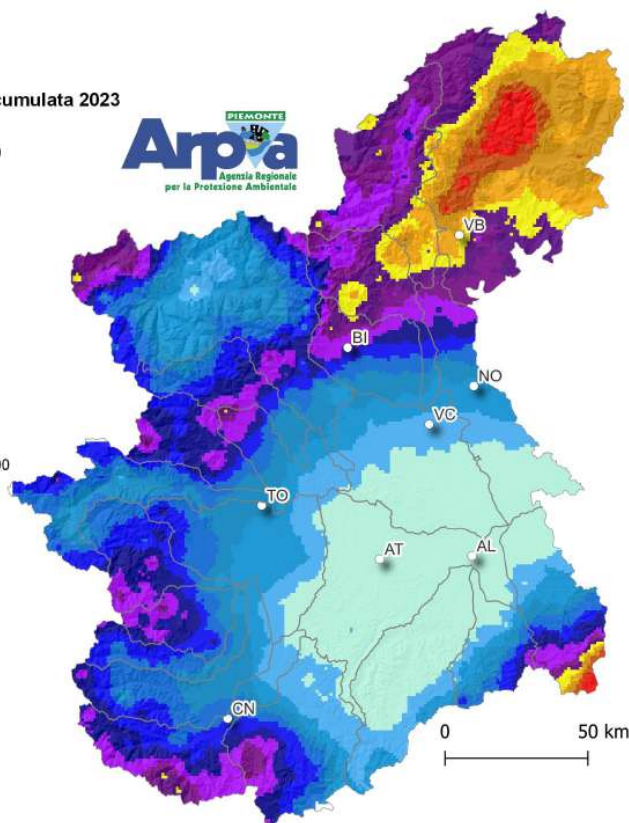 cumulata 2023
PIEMONTE
Arpa
Agenzia Regionale
per la Protezione Ambientale
VB
BI
NO
VC
TO
AT
AL
CN
0
50 km